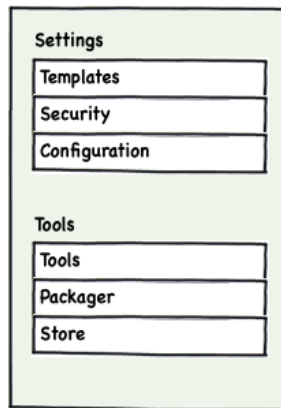 Settings
Templates
Security
Configuration
Tools
Tools
Packager
Store